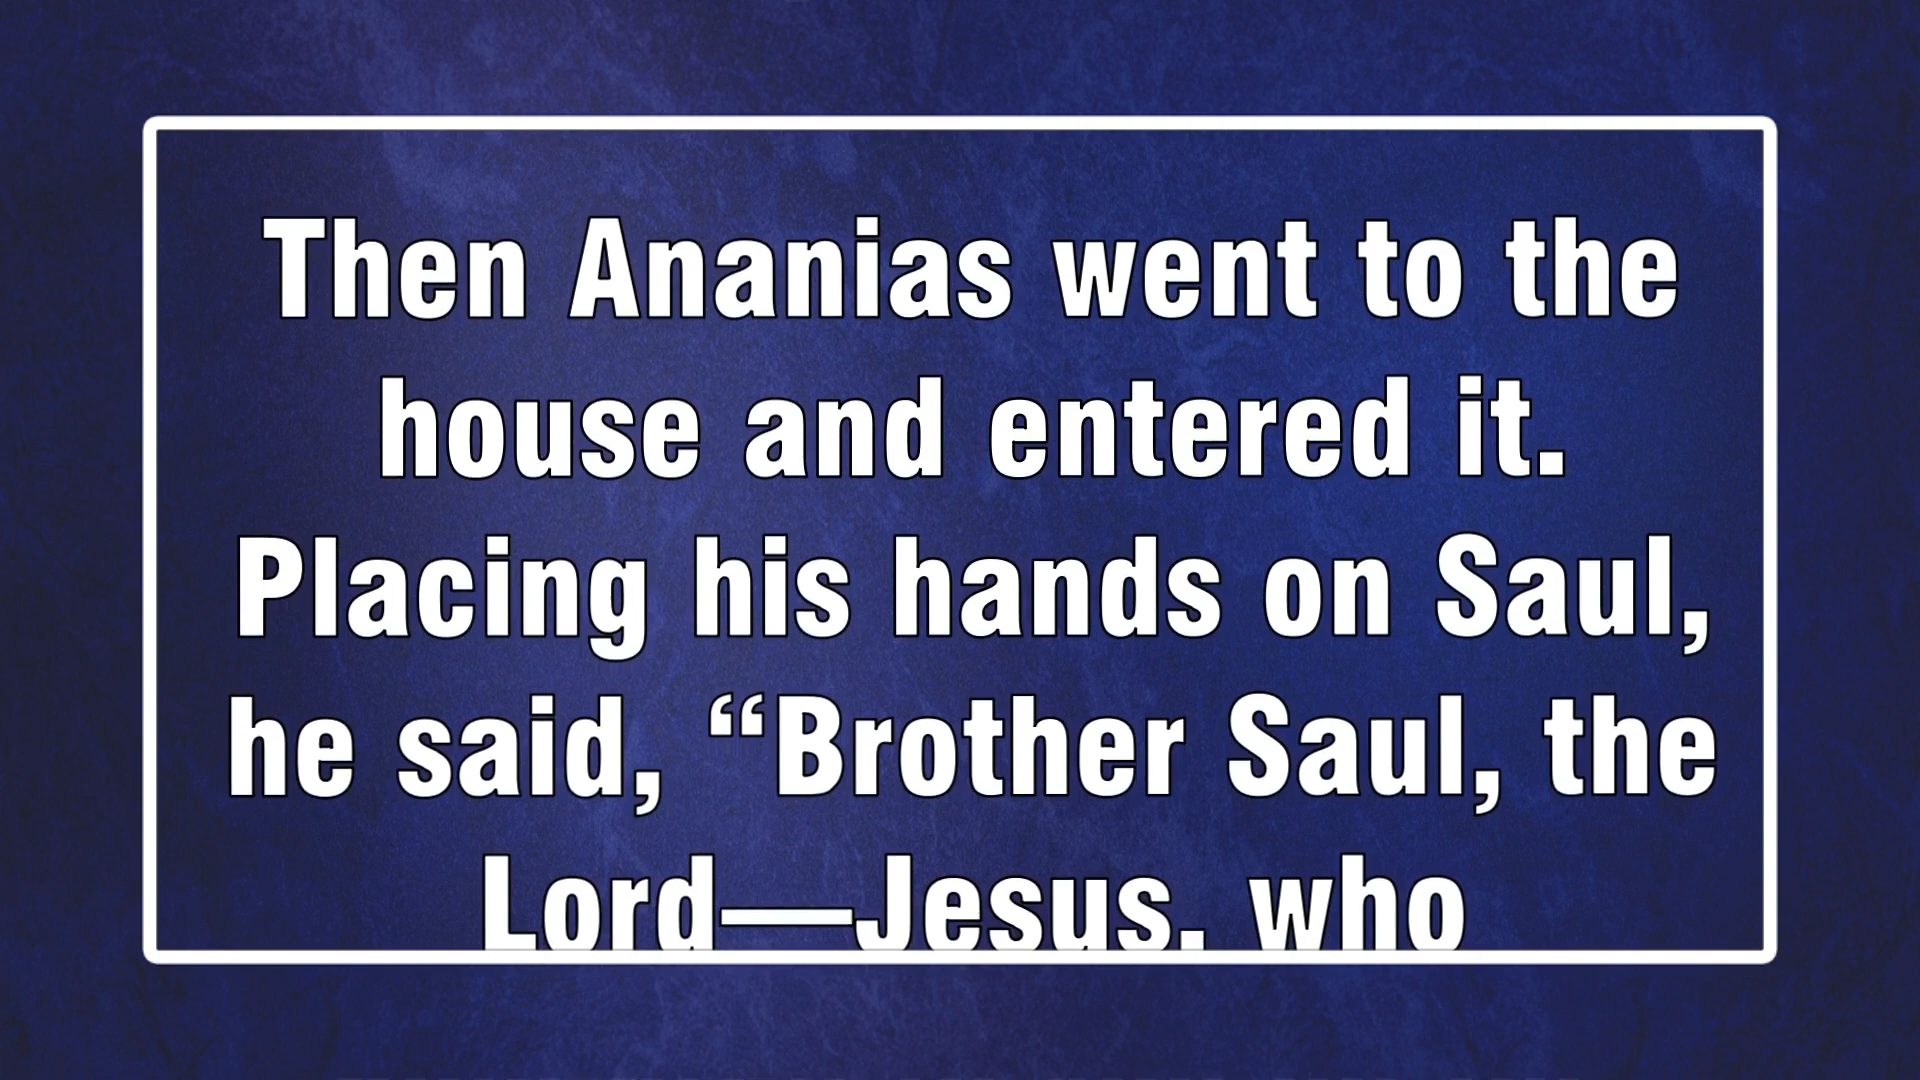 Then Ananias went to the
house and entered it.
Placing his hands on Saul,
he said, “Brother Saul, the
Lord—Jesus, who